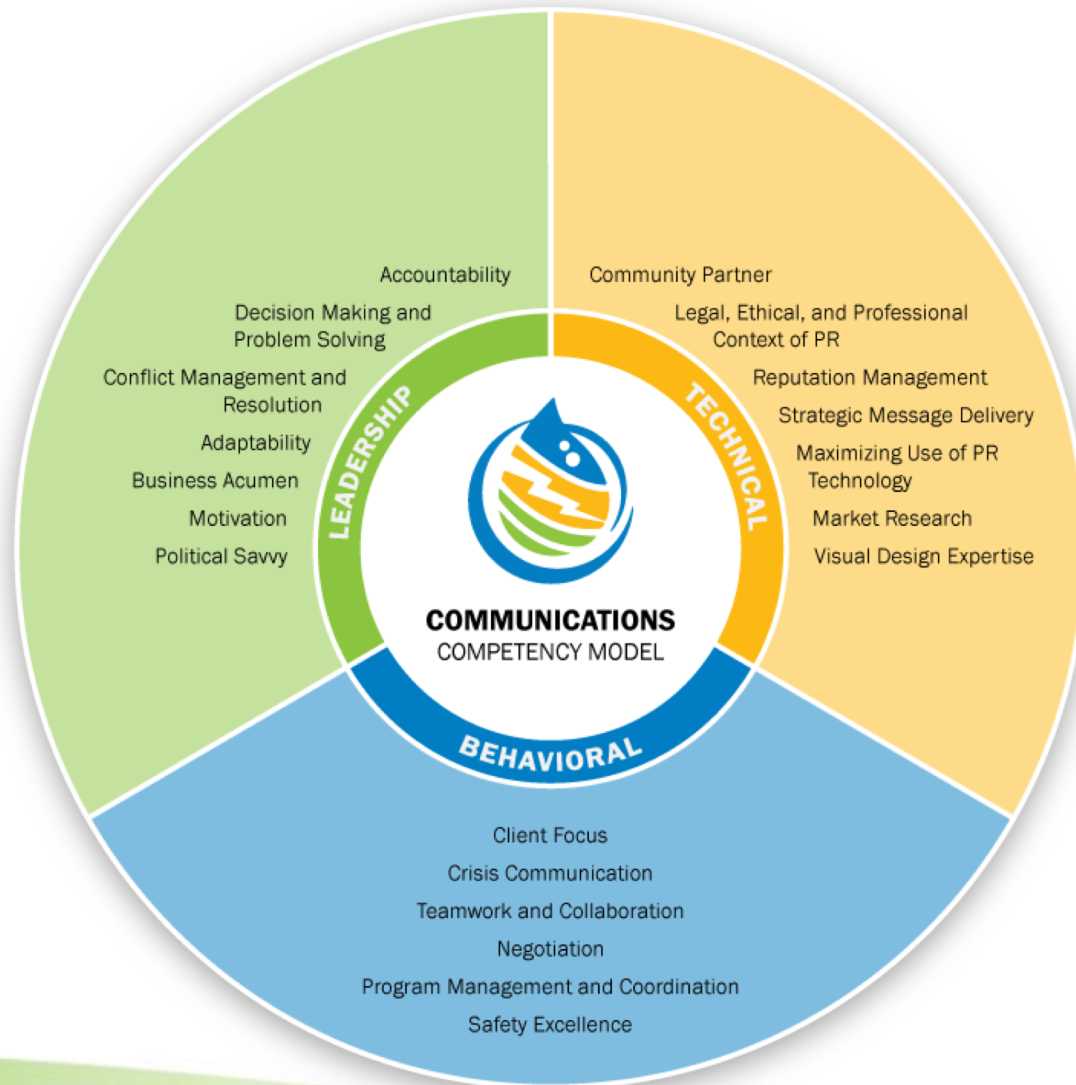 Accountability
Decision Making and
Problem Solving
Conflict Management and
Resolution
Adaptability
Business Acumen
Motivation
Political Savvy
LEADERSHIP
Community Partner
Legal, Ethical, and Professional
Context of PR
Reputation Management
Strategic Message Delivery
Maximizing Use of PR
Technology
Market Research
Visual Design Expertise
TECHNICAL
COMMUNICATIONS
COMPETENCY MODEL
BEHAVIORAL
Client Focus
Crisis Communication
Teamwork and Collaboration
Negotiation
Program Management and Coordination
Safety Excellence